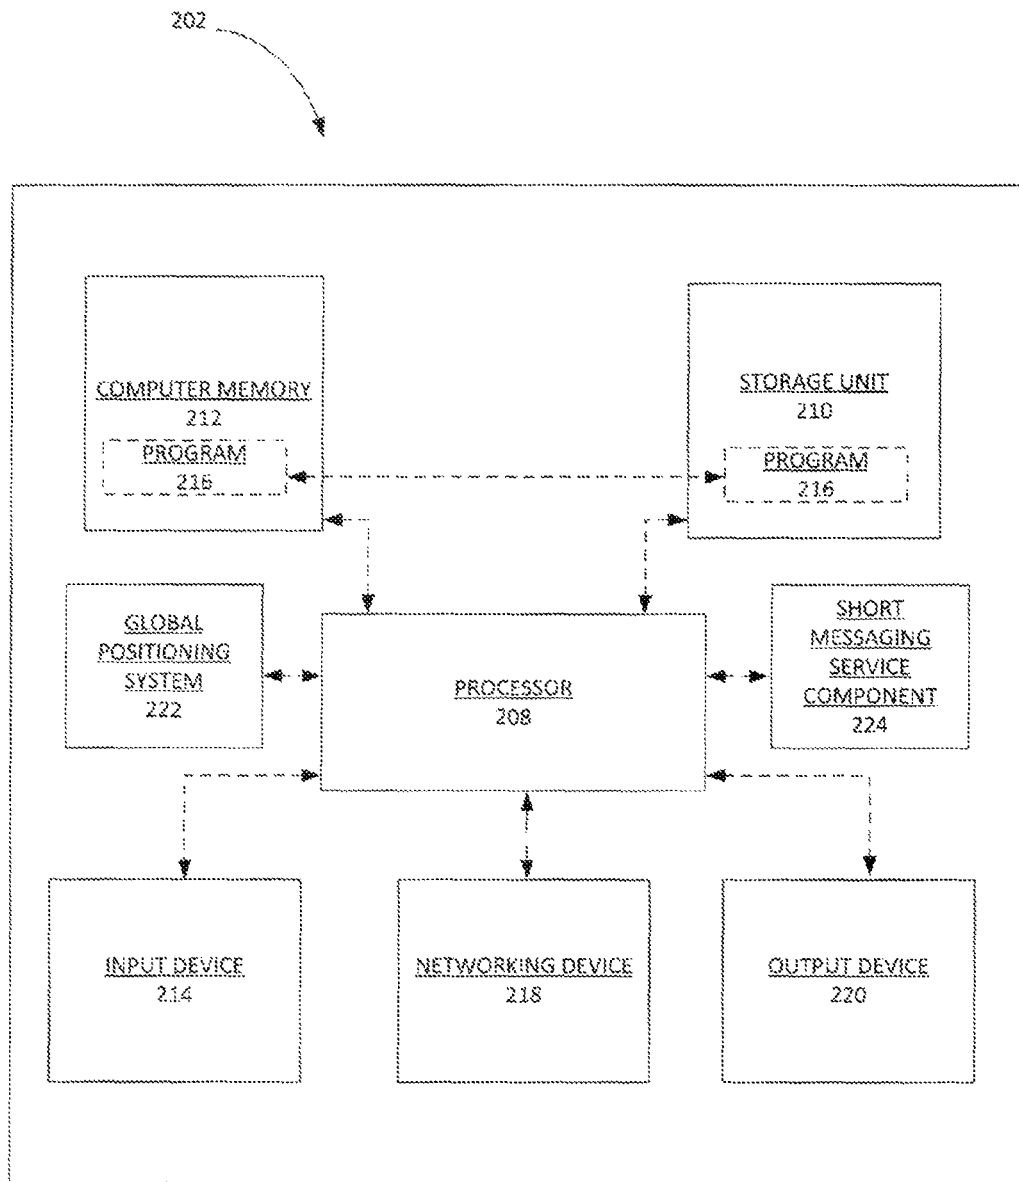 202
COMPUTER MEMORY
212
PROGRAM
216
STORAGE UNIT
210
PROGRAM
216
GLOBAL
POSITIONING
SYSTEM
222
PROCESSOR
208
SHORT
MESSAGING
SERVICE
COMPONENT
224
INPUT DEVICE
214
NETWORKING DEVICE
218
OUTPUT DEVICE
220